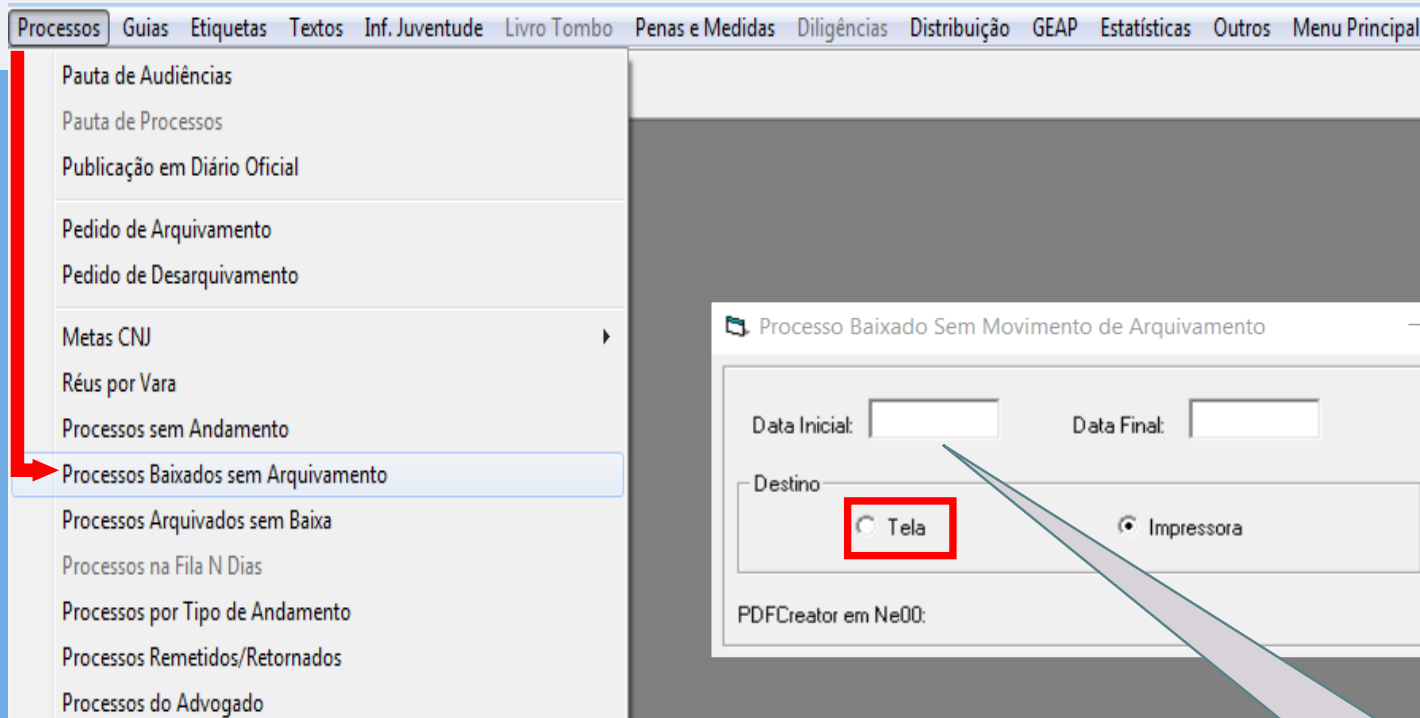 Processos Guias Etiquetas Textos Inf. Juventude Livro Tombo Penas e Medidas Diligências Distribuição GEAP Estatísticas Outros Menu Principal
Pauta de Audiências
Pauta de Processos
Publicação em Diário Oficial
Pedido de Arquivamento
Pedido de Desarquivamento
Metas CNJ
Réus por Vara
Processos sem Andamento
Processos Baixados sem Arquivamento
Processos Arquivados sem Baixa
Processos na Fila N Dias
Processos por Tipo de Andamento
Processos Remetidos/Retornados
Processos do Advogado
Processo Baixado Sem Movimento de Arquivamento
Data Inicial: Data Final:
Destino
Tela Impressora
PDFCreator em Ne00: